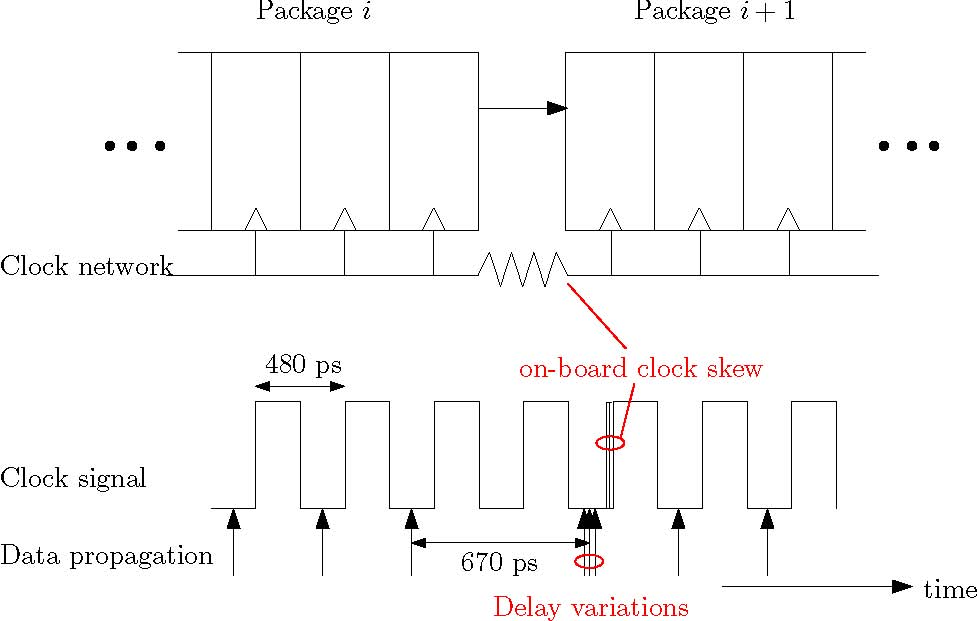 Package i
Package i + 1
Clock network
480 ps
on-board clock skew
Clock signal
Data propagation
670 ps
time
Delay variations